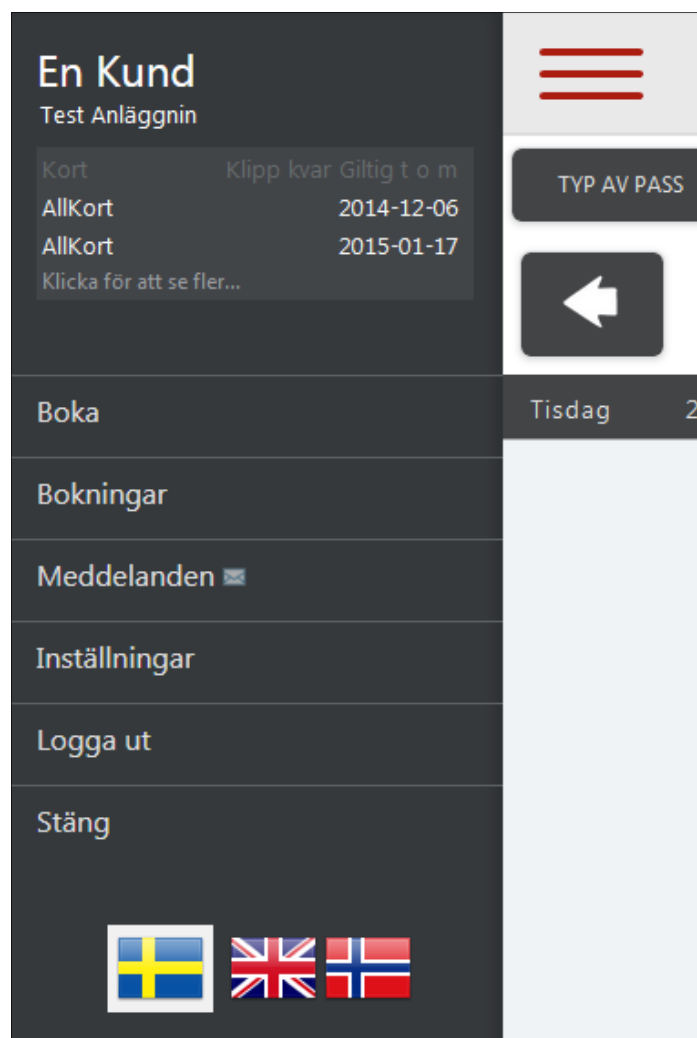 En Kund
Test Anläggnin
Kort Klipp kvar Giltig t o m
AllKort 2014-12-06
AllKort 2015-01-17
Klicka för att se fler...
Boka
Bokningar
Meddelanden
Inställningar
Logga ut
Stäng
TYP AV PASS
Tisdag 2